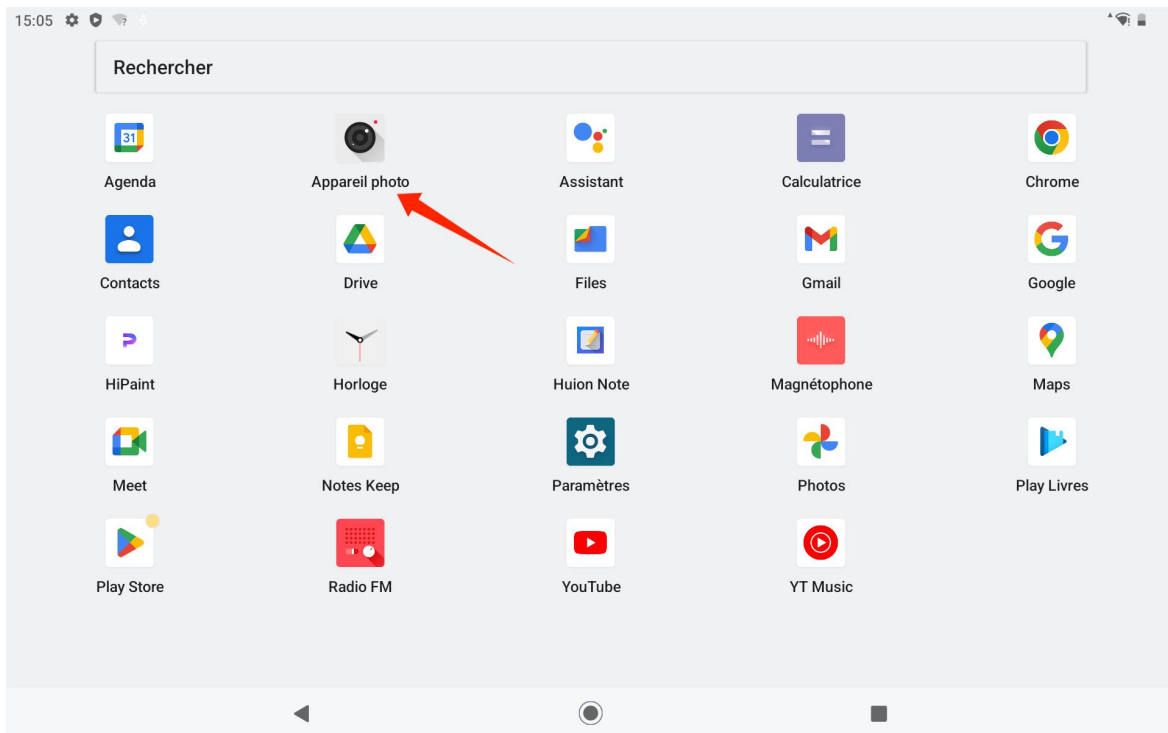 15:05
Rechercher
31
Agenda
Appareil photo
Assistant
Calculatrice
Chrome
Contacts
Drive
Files
Gmail
Google
HiPaint
Horloge
Huion Note
Magnétophone
Maps
Meet
Notes Keep
Paramètres
Photos
Play Livres
Play Store
Radio FM
YouTube
YT Music